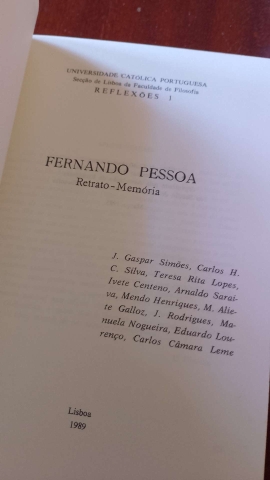 UNIVERSIDADE CATOLICA PORTUGUESA
Secção de Lisboa da Faculdade de Filosofia
REFLEXÕES 1
FERNANDO PESSOA
Retrato-Memória
J. Gaspar Simões, Carlos H.
C. Silva, Teresa Rita Lopes,
Ivete Centeno, Arnaldo Sarai-
va, Mendo Henriques, M. Alie-
te Galloz, J. Rodrigues, Ma-
nuela Nogueira, Eduardo Lou-
renço, Carlos Câmara Leme
Lisboa
1989